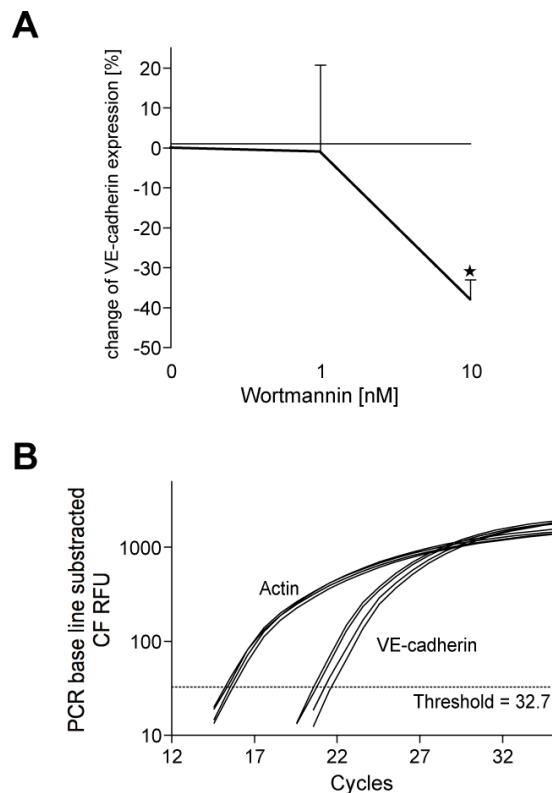 A
change of VE-cadherin expression [%]
20
10
0
-10
-20
-30
-40
-50
0
1
10
Wortmannin [nM]
B
PCR base line substracted
CF RFU
1000
100
10
Actin
VE-cadherin
Threshold = 32.7
12
17
22
27
32
Cycles